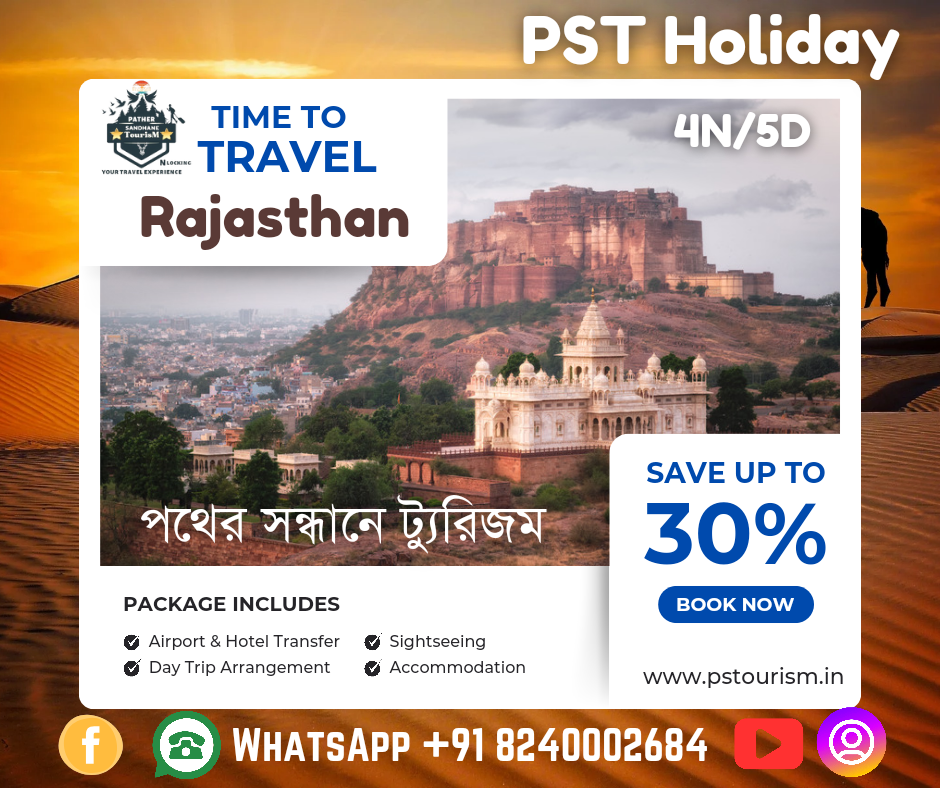 PST Holiday
PATHER
SANDHANE
TourisM
NLOCKING
YOUR TRAVEL EXPERIENCE
TIME TO
TRAVEL
Rajasthan
4N/5D
পথের সন্ধানে ট্যুরিজম
SAVE UP TO
30%
BOOK NOW
www.pstourism.in
PACKAGE INCLUDES
Airport & Hotel Transfer
Sightseeing
Day Trip Arrangement
Accommodation
WhatsApp +91 8240002684